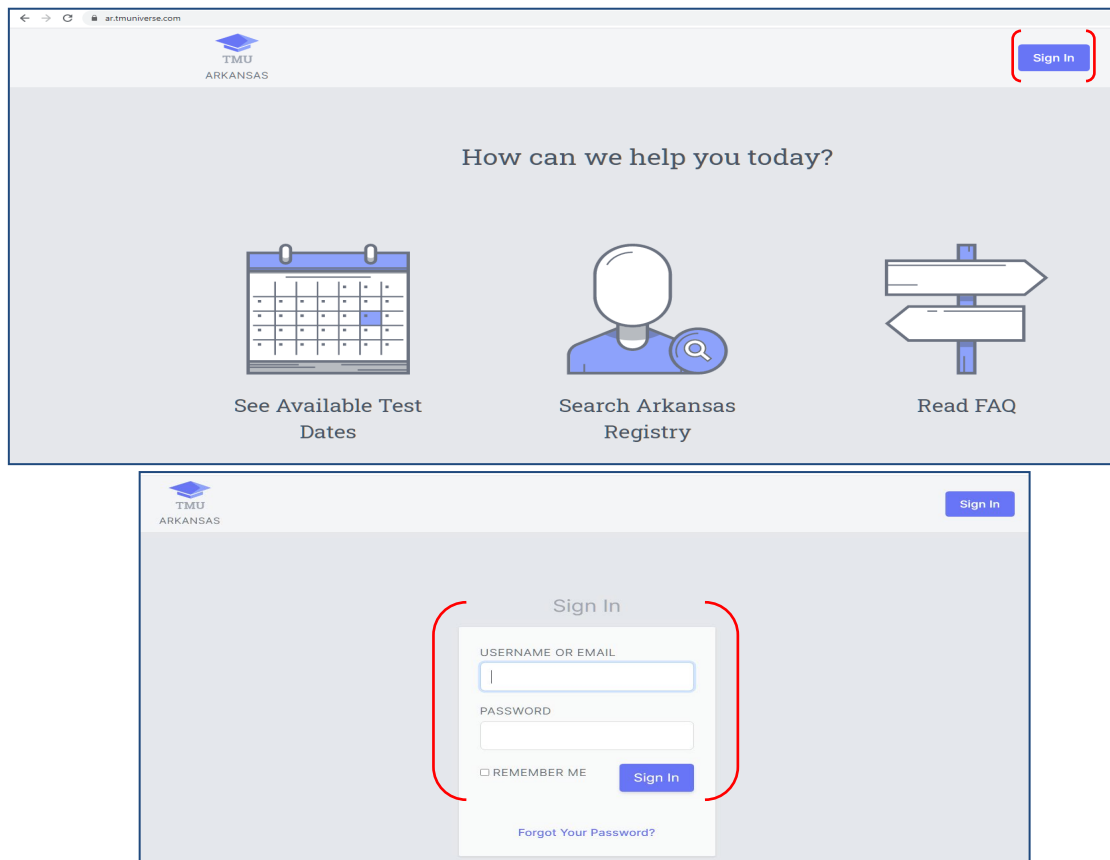 ar.tmuniverse.com
TMU
ARKANSAS
Sign In
How can we help you today?
See Available Test
Dates
Search Arkansas
Registry
Read FAQ
TMU
ARKANSAS
Sign In
Sign In
USERNAME OR EMAIL
PASSWORD
REMEMBER ME
Sign In
Forgot Your Password?